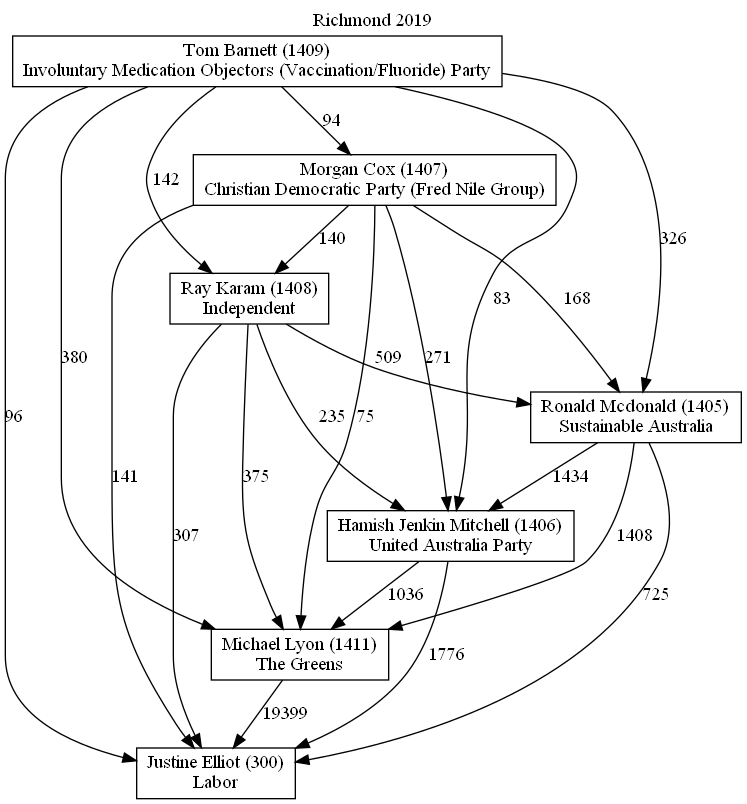 Richmond 2019
Tom Barnett (1409)
Involuntary Medication Objectors (Vaccination/Fluoride) Party
94
142
Morgan Cox (1407)
Christian Democratic Party (Fred Nile Group)
140
326
Ray Karam (1408)
Independent
83
168
380
509
271
Ronald Mcdonald (1405)
Sustainable Australia
96
235
75
141
375
1434
Hamish Jenkin Mitchell (1406)
United Australia Party
307
1408
1036
725
Michael Lyon (1411)
The Greens
1776
19399
Justine Elliot (300)
Labor